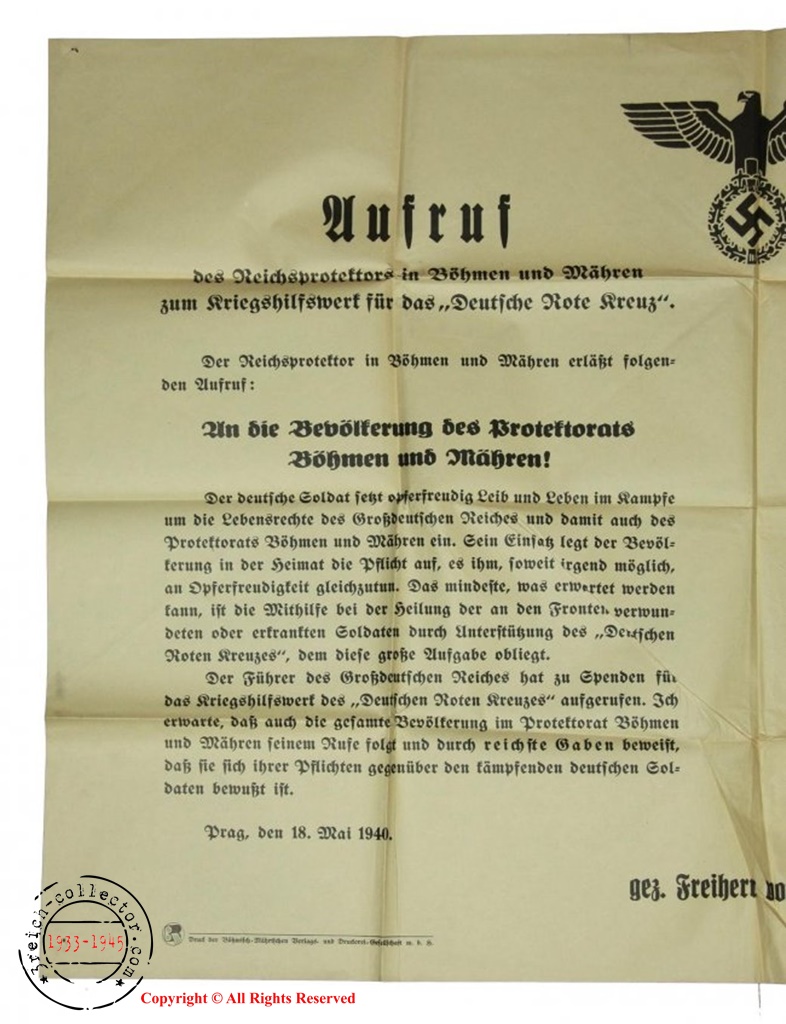 Aufruf
des Reichsprotektors in Böhmen und Mähren
zum Kriegshilfswerk für das „Deutsche Rote Kreuz“.
Der Reichsprotektor in Böhmen und Mähren erläßt folgen-
den Aufruf:
An die Bevölkerung des Protektorats
Böhmen und Mähren!
Der deutsche Soldat setzt opferfreudig Leib und Leben im Kampfe
um die Lebensrechte des Großdeutschen Reiches und damit auch des
Protektorats Böhmen und Mähren ein. Sein Einsatz legt der Bevöl-
kerung in der Heimat die Pflicht auf, es ihm, soweit irgend möglich,
an Opferfreudigkeit gleichzutun. Das mindeste, was erwartet werden
kann, ist die Mithilfe bei der Heilung der an den Fronten verwun-
deten oder erkrankten Soldaten durch Unterstützung des „Deutschen
Roten Kreuzes“, dem diese große Aufgabe obliegt.
Der Führer des Großdeutschen Reiches hat zu Spenden für
das Kriegshilfswerk des „Deutschen Roten Kreuzes“ aufgerufen. Ich
erwarte, daß auch die gesamte Bevölkerung im Protektorat Böhmen
und Mähren seinem Rufe folgt und durch reichste Gaben beweist,
daß sie sich ihrer Pflichten gegenüber den kämpfenden deutschen Sol-
daten bewußt ist.
Prag, den 18. Mai 1940.
gez. Freiherr vo
Druck der Böhmisch-Mährischen Verlags- und Druckerei-Gesellschaft m. b. H.
3reich-collector.com
1933-1945
Copyright © All Rights Reserved